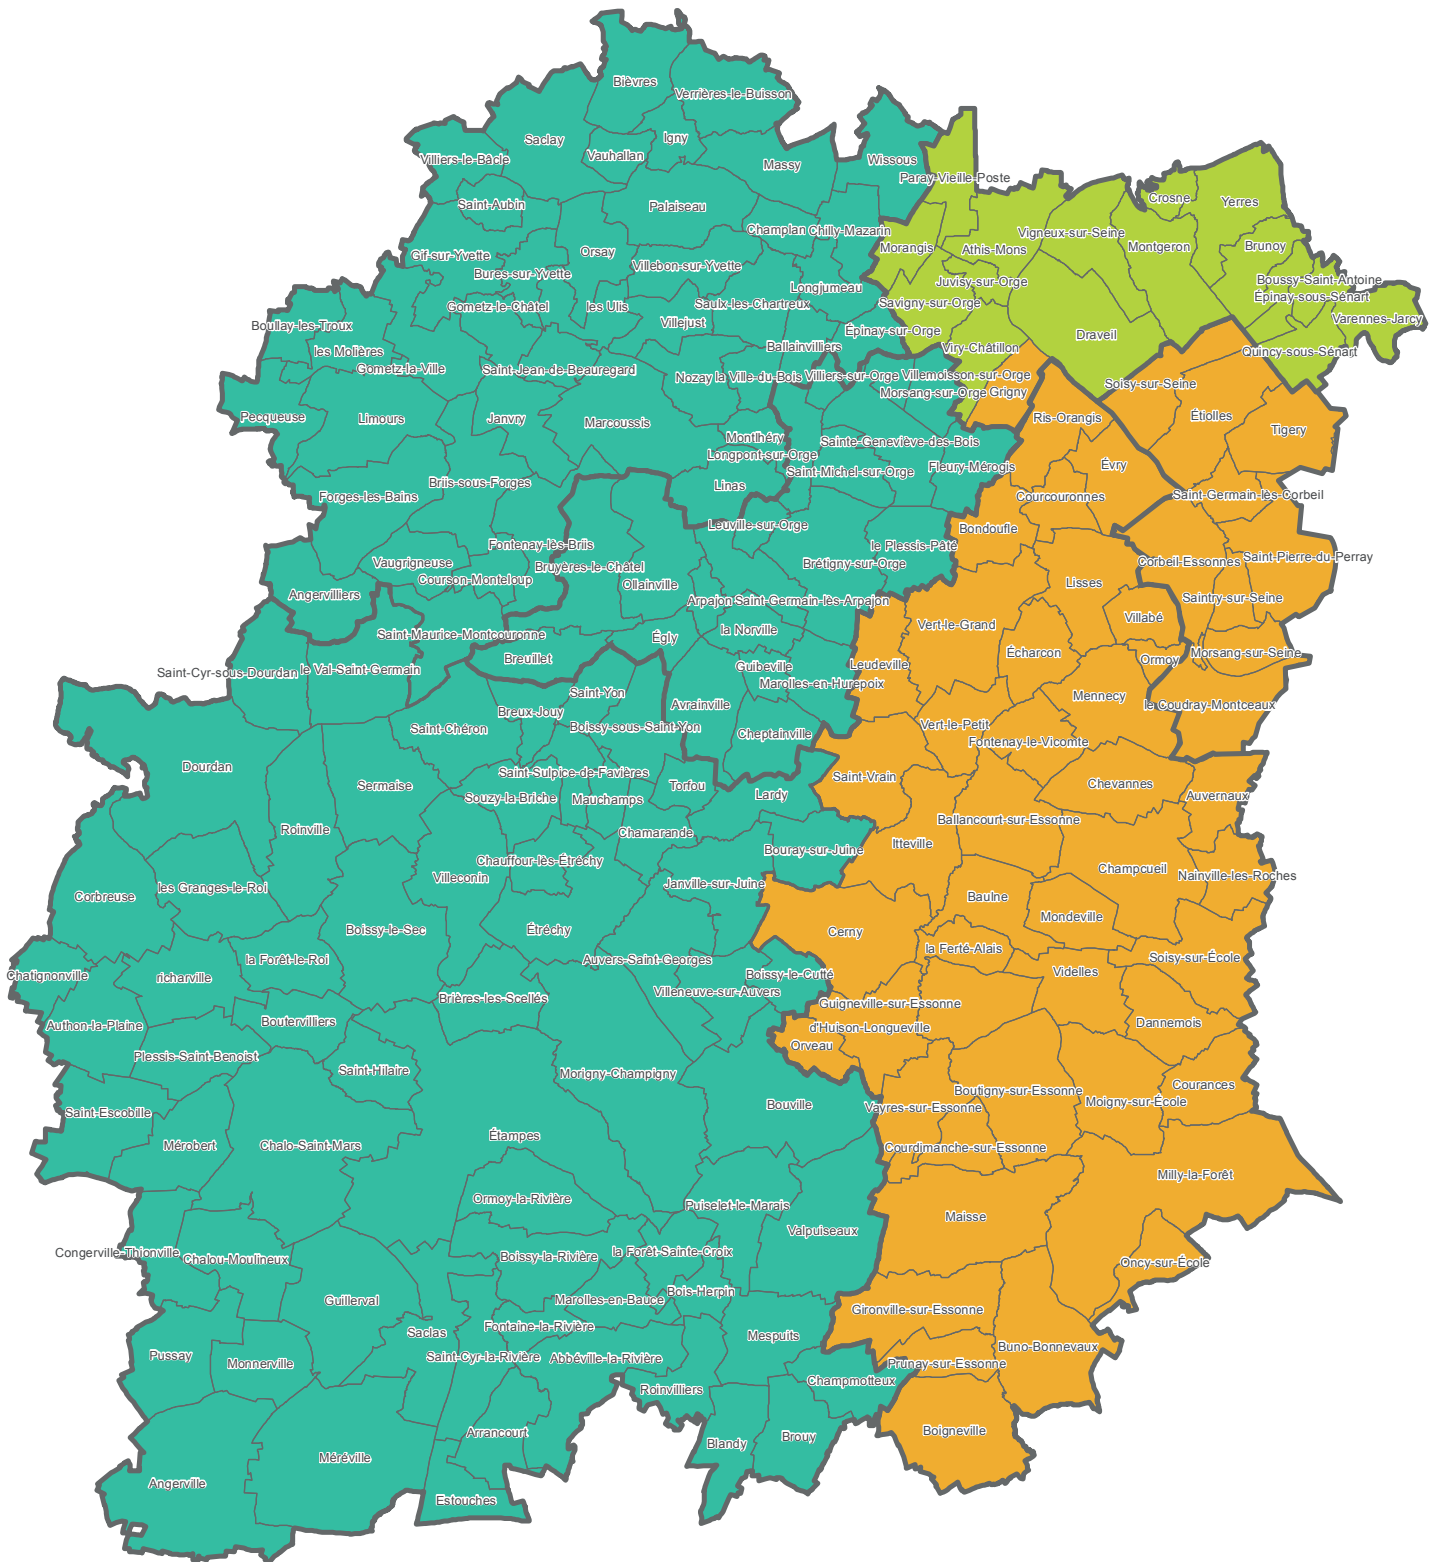 Bièvres
Verrières-le-Buisson
Saclay
Igny
Vauhallan
Villiers-le-Bâcle
Massy
Wissous
Paray-Vieille-Poste
Crosne
Yerres
Saint-Aubin
Palaiseau
Champlan
Chilly-Mazarin
Vigneux-sur-Seine
Morangis
Athis-Mons
Montgeron
Brunoy
Gif-sur-Yvette
Orsay
Bures-sur-Yvette
Villebon-sur-Yvette
Juvisy-sur-Orge
Boussy-Saint-Antoine
Longjumeau
Épinay-sous-Sénart
Gometz-le-Châtel
les Ulis
Saulx-les-Chartreux
Savigny-sur-Orge
Varennes-Jarcy
Boullay-les-Troux
Villejust
Épinay-sur-Orge
Draveil
les Molières
Ballainvilliers
Viry-Châtillon
Quincy-sous-Sénart
Gometz-la-Ville
Saint-Jean-de-Beauregard
Nozay
la Ville-du-Bois
Villiers-sur-Orge
Villemoisson-sur-Orge
Soisy-sur-Seine
Morsang-sur-Orge
Grigny
Pecqueuse
Limours
Janvry
Marcoussis
Ris-Orangis
Étiolles
Tigery
Montlhéry
Sainte-Geneviève-des-Bois
Longpont-sur-Orge
Saint-Michel-sur-Orge
Fleury-Mérogis
Évry
Briis-sous-Forges
Linas
Forges-les-Bains
Courcouronnes
Saint-Germain-lès-Corbeil
Leuville-sur-Orge
Bondoufle
Fontenay-lès-Briis
le Plessis-Pâté
Vaugrigneuse
Bruyères-le-Châtel
Brétigny-sur-Orge
Corbeil-Essonnes
Saint-Pierre-du-Perray
Courson-Monteloup
Ollainville
Lisses
Angervilliers
Arpajon
Saint-Germain-lès-Arpajon
Saintry-sur-Seine
Villabé
Saint-Maurice-Montcouronne
Égly
la Norville
Vert-le-Grand
Écharcon
Ormoy
Morsang-sur-Seine
Saint-Cyr-sous-Dourdan
le Val-Saint-Germain
Breuillet
Guibeville
Leudeville
Marolles-en-Hurepoix
Mennecy
Saint-Yon
Avrainville
le Coudray-Montceaux
Breux-Jouy
Saint-Chéron
Boissy-sous-Saint-Yon
Cheptainville
Vert-le-Petit
Fontenay-le-Vicomte
Dourdan
Sermaise
Saint-Sulpice-de-Favières
Torfou
Saint-Vrain
Chevannes
Auvernaux
Souzy-la-Briche
Mauchamps
Lardy
Roinville
Chamarande
Ballancourt-sur-Essonne
Itteville
Bouray-sur-Juine
Chauffour-lès-Étréchy
Villeconin
Champcueil
Nainville-les-Roches
Corbreuse
les Granges-le-Roi
Janville-sur-Juine
Baulne
Mondeville
Boissy-le-Sec
Étréchy
Cerny
la Ferté-Alais
Soisy-sur-École
Chatignonville
richarville
la Forêt-le-Roi
Auvers-Saint-Georges
Boissy-le-Cutté
Videlles
Brières-les-Scellés
Villeneuve-sur-Auvers
Guigneville-sur-Essonne
Authon-la-Plaine
Boutervilliers
d'Huison-Longueville
Dannemois
Orveau
Plessis-Saint-Benoist
Saint-Hilaire
Morigny-Champigny
Boutigny-sur-Essonne
Courances
Moigny-sur-École
Bouville
Vayres-sur-Essonne
Saint-Escobille
Mérobert
Chalo-Saint-Mars
Étampes
Courdimanche-sur-Essonne
Milly-la-Forêt
Ormoy-la-Rivière
Puiselet-le-Marais
Maisse
Valpuiseaux
Congerville-Thionville
Chalou-Moulineux
Boissy-la-Rivière
la Forêt-Sainte-Croix
Oncy-sur-École
Guillerval
Marolles-en-Bauce
Bois-Herpin
Gironville-sur-Essonne
Saclas
Fontaine-la-Rivière
Mespuits
Buno-Bonnevaux
Pussay
Monnerville
Saint-Cyr-la-Rivière
Abbéville-la-Rivière
Prunay-sur-Essonne
Roinvilliers
Champmotteux
Arrancourt
Blandy
Brouy
Boigneville
Méréville
Angerville
Estouches